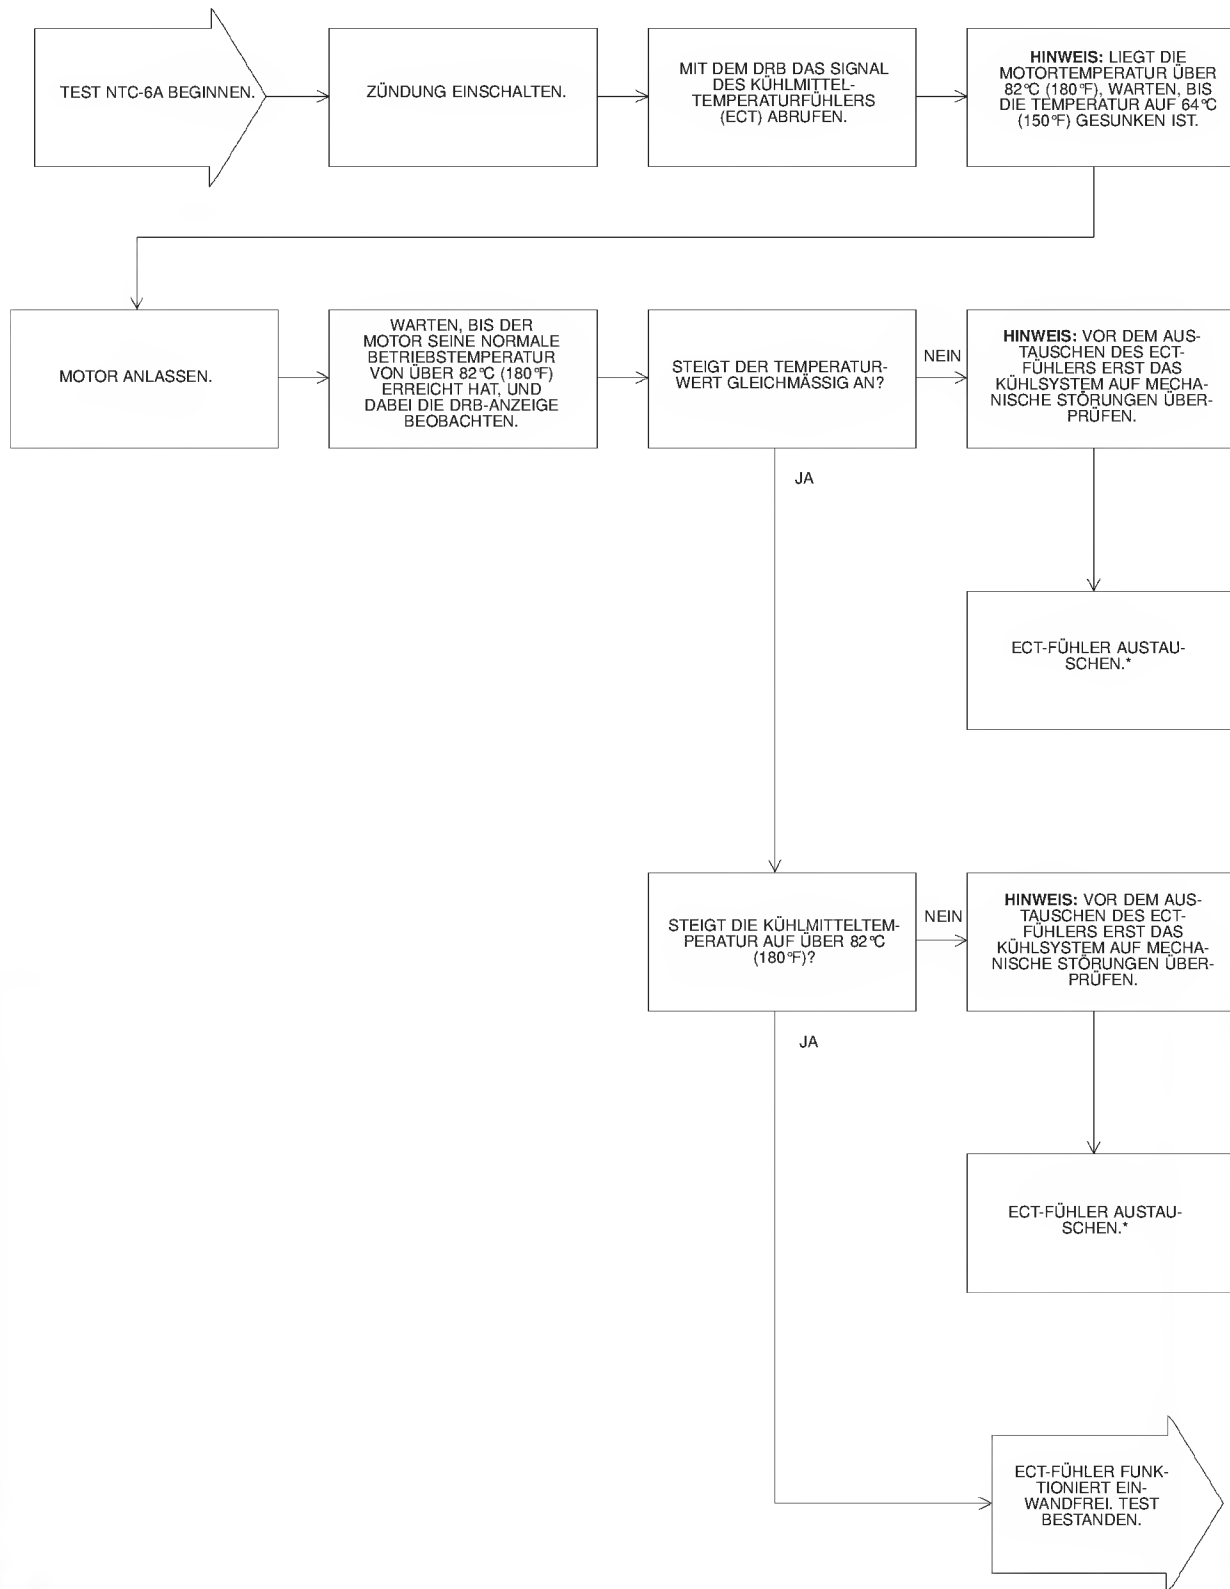 TEST NTC-6A BEGINNEN.
ZÜNDUNG EINSCHALTEN.
MIT DEM DRB DAS SIGNAL
DES KÜHLMITTEL-
TEMPERATURFÜHLERS
(ECT) ABRUFEN.
HINWEIS: LIEGT DIE
MOTORTEMPERATUR ÜBER
82°C (180°F), WARTEN, BIS
DIE TEMPERATUR AUF 64°C
(150°F) GESUNKEN IST.
MOTOR ANLASSEN.
WARTEN, BIS DER
MOTOR SEINE NORMALE
BETRIEBSTEMPERATUR
VON ÜBER 82°C (180°F)
ERREICHT HAT, UND
DABEI DIE DRB-ANZEIGE
BEOBACHTEN.
STEIGT DER TEMPERATUR-
WERT GLEICHMÄSSIG AN?
NEIN
HINWEIS: VOR DEM AUS-
TAUSCHEN DES ECT-
FÜHLERS ERST DAS
KÜHLSYSTEM AUF MECHA-
NISCHE STÖRUNGEN ÜBER-
PRÜFEN.
JA
ECT-FÜHLER AUSTAU-
SCHEN.*
STEIGT DIE KÜHLMITTELTEM-
PERATUR AUF ÜBER 82°C
(180°F)?
NEIN
HINWEIS: VOR DEM AUS-
TAUSCHEN DES ECT-
FÜHLERS ERST DAS
KÜHLSYSTEM AUF MECHA-
NISCHE STÖRUNGEN ÜBER-
PRÜFEN.
JA
ECT-FÜHLER AUSTAU-
SCHEN.*
ECT-FÜHLER FUNK-
TIONIERT EIN-
WANDFREI. TEST
BESTANDEN.